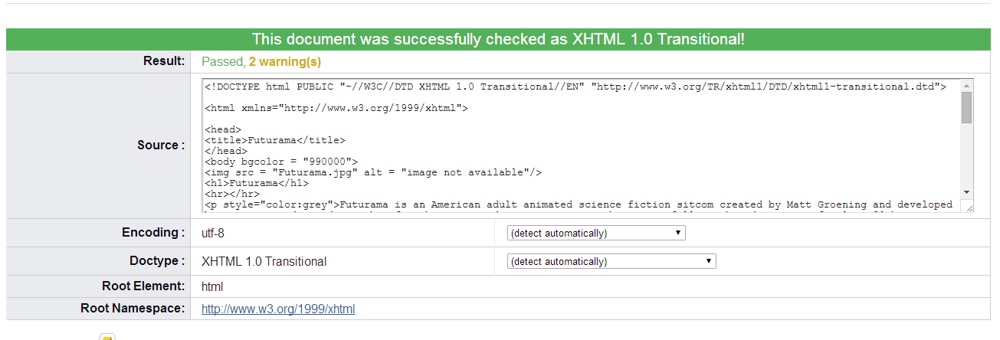 This document was successfully checked as XHTML 1.0 Transitional!
Result: Passed, 2 warning(s)
Source :
<!DOCTYPE html PUBLIC "-//W3C//DTD XHTML 1.0 Transitional//EN" "http://www.w3.org/TR/xhtml1/DTD/xhtml1-transitional.dtd">
<html xmlns="http://www.w3.org/1999/xhtml">
<head>
<title>Futurama</title>
</head>
<body bgcolor = "990000">
<img src = "Futurama.jpg" alt = "image not available"/>
<h1>Futurama</h1>
<hr></hr>
<p style="color:grey">Futurama is an American adult animated science fiction sitcom created by Matt Groening and developed
Encoding : utf-8 (detect automatically)
Doctype : XHTML 1.0 Transitional (detect automatically)
Root Element: html
Root Namespace: http://www.w3.org/1999/xhtml